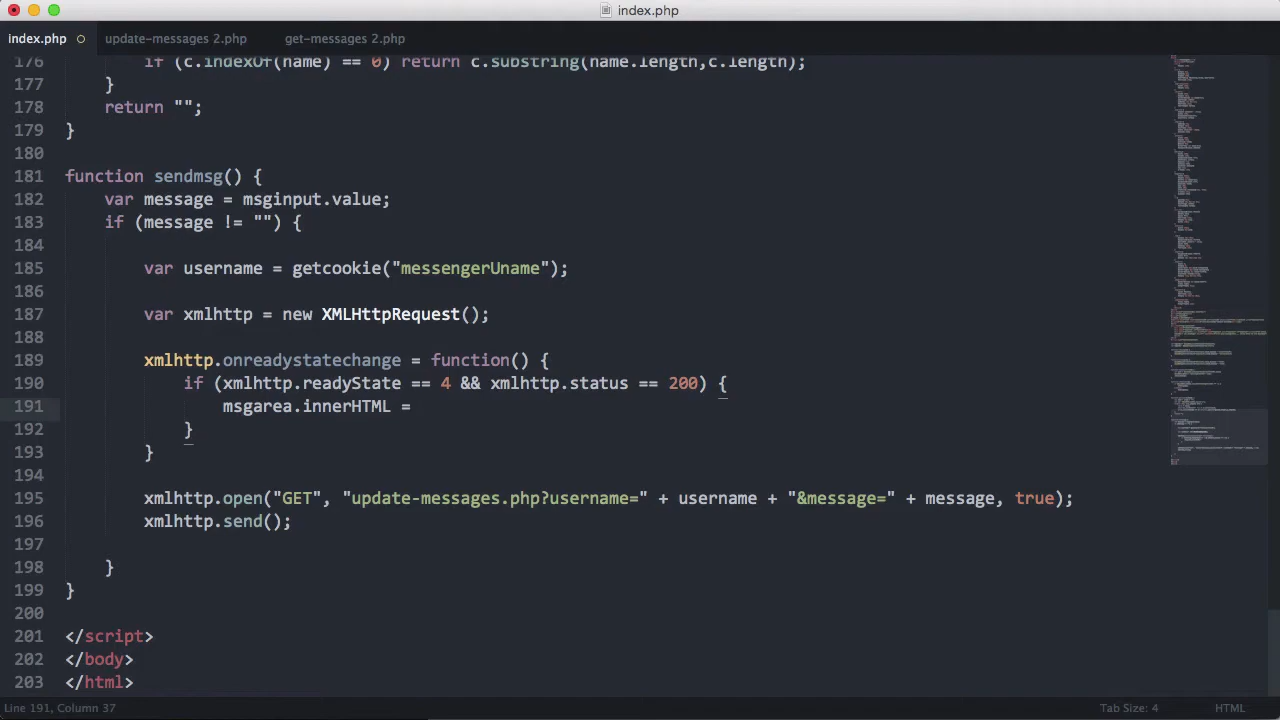 index.php
index.php
update-messages 2.php
get-messages 2.php
176 if (c.indexOf(name) == 0) return c.substring(name.length,c.length);
177 }
178 return "";
179 }
180
181 function sendmsg() {
182 var message = msginput.value;
183 if (message != "") {
184
185 var username = getcookie("messengerUname");
186
187 var xmlhttp = new XMLHttpRequest();
188
189 xmlhttp.onreadystatechange = function() {
190 if (xmlhttp.readyState == 4 && xmlhttp.status == 200) {
191 msgarea.innerHTML =
192 }
193 }
194
195 xmlhttp.open("GET", "update-messages.php?username=" + username + "&message=" + message, true);
196 xmlhttp.send();
197
198 }
199 }
200
201 </script>
202 </body>
203 </html>
Line 191, Column 37
Tab Size: 4
HTML